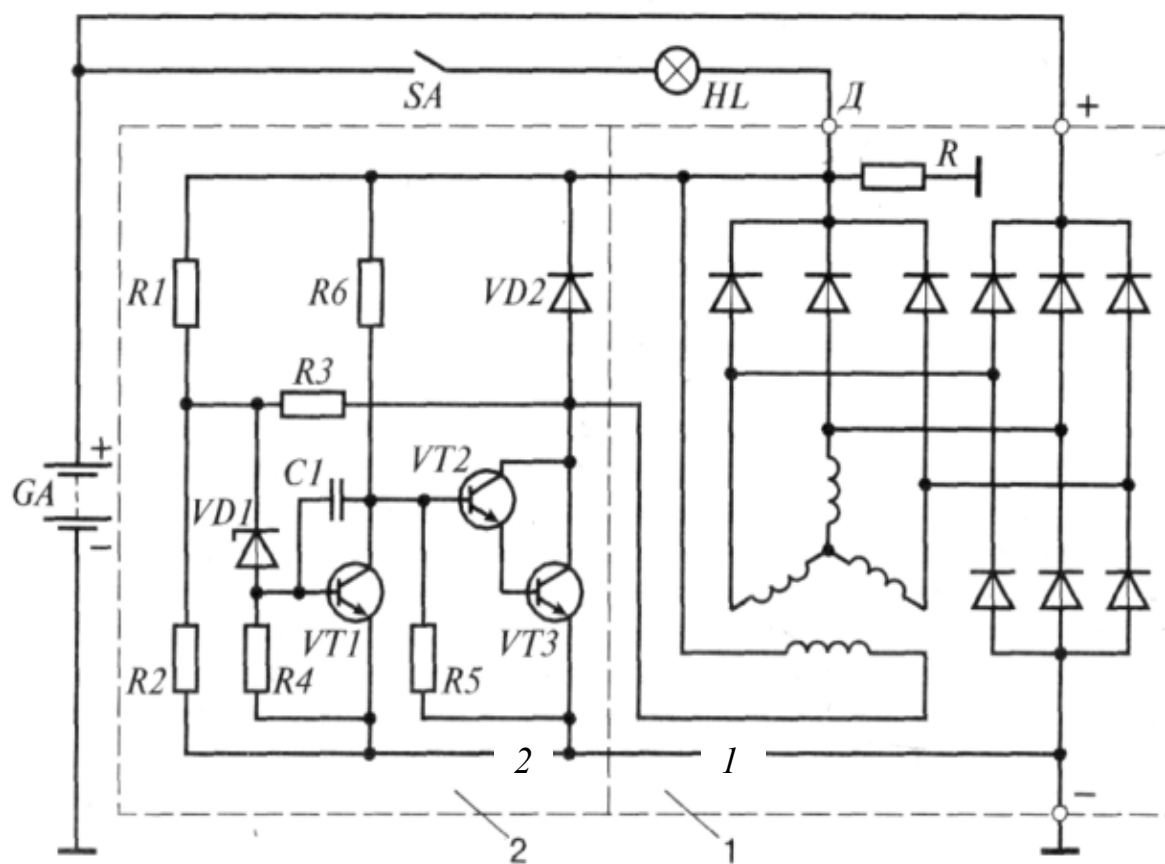 SA
HL
Д
+
R
R1
R6
VD2
R3
+
GA
−
C1
VT2
VD1
VT1
VT3
R2
R4
R5
2
1
−
2
1